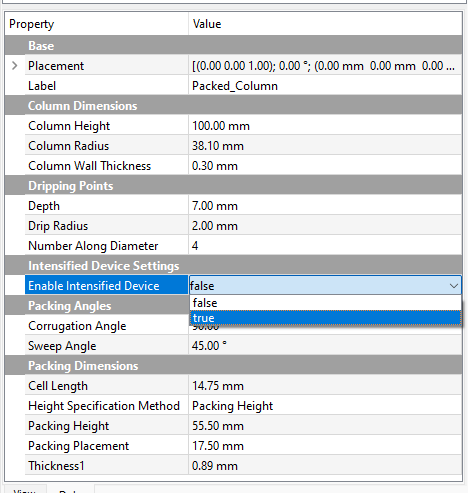 Property Value
Base
Placement [(0.00 0.00 1.00); 0.00 °; (0.00 mm 0.00 mm 0.00 ...
Label Packed_Column
Column Dimensions
Column Height 100.00 mm
Column Radius 38.10 mm
Column Wall Thickness 0.30 mm
Dripping Points
Depth 7.00 mm
Drip Radius 2.00 mm
Number Along Diameter 4
Intensified Device Settings
Enable Intensified Device false
false
Packing Angles
true
Corrugation Angle
Sweep Angle 45.00 °
Packing Dimensions
Cell Length 14.75 mm
Height Specification Method Packing Height
Packing Height 55.50 mm
Packing Placement 17.50 mm
Thickness1 0.89 mm